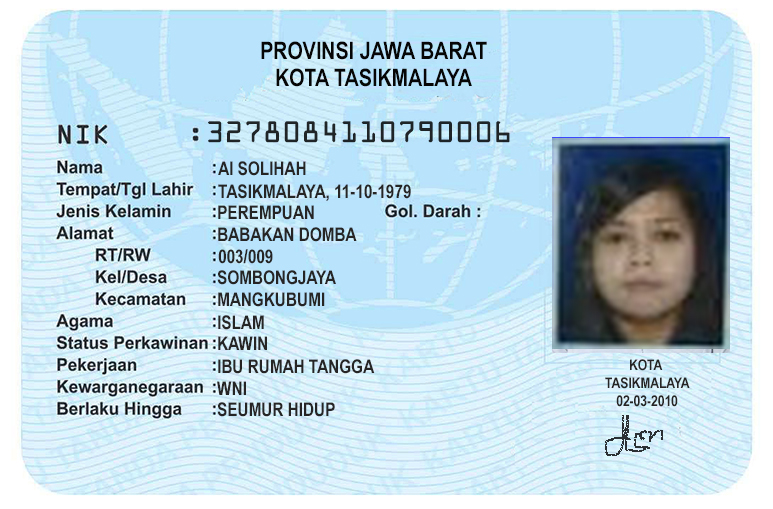 PROVINSI JAWA BARAT
KOTA TASIKMALAYA
NIK :3278084110790006
Nama :AI SOLIHAH
Tempat/Tgl Lahir :TASIKMALAYA, 11-10-1979
Jenis Kelamin :PEREMPUAN Gol. Darah :
Alamat :BABAKAN DOMBA
RT/RW :003/009
Kel/Desa :SOMBONGJAYA
Kecamatan :MANGKUBUMI
Agama :ISLAM
Status Perkawinan :KAWIN
Pekerjaan :IBU RUMAH TANGGA
Kewarganegaraan :WNI
Berlaku Hingga :SEUMUR HIDUP
KOTA
TASIKMALAYA
02-03-2010